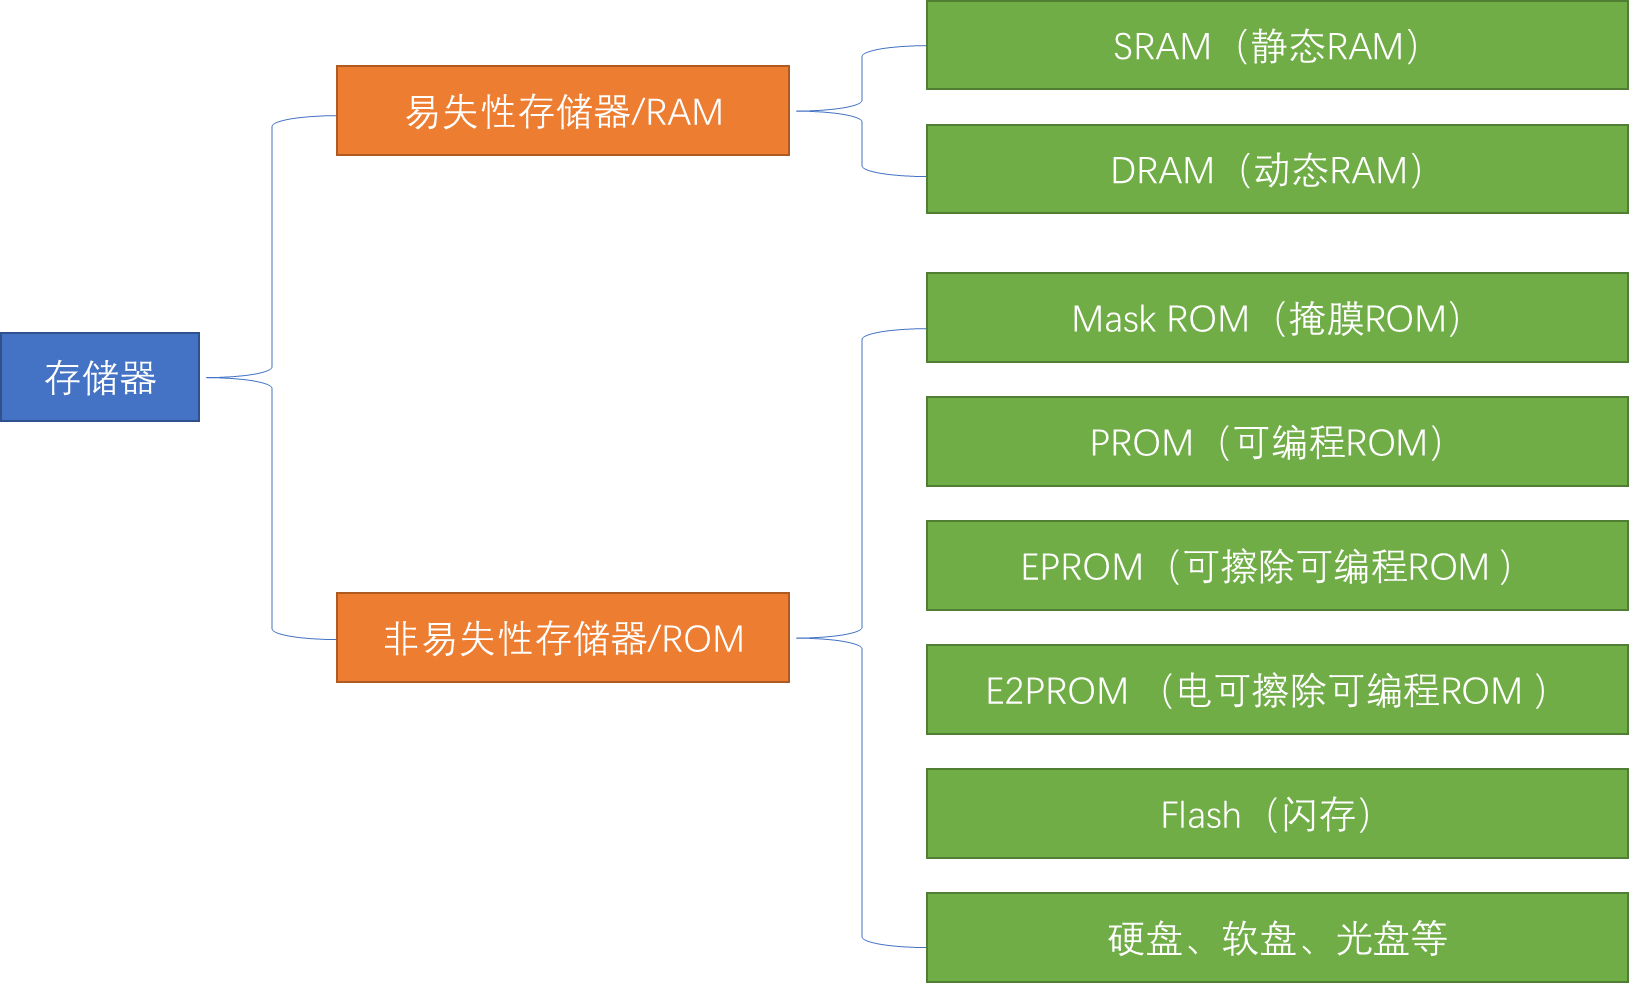 存储器
易失性存储器/RAM
SRAM（静态RAM）
DRAM（动态RAM）
非易失性存储器/ROM
Mask ROM（掩膜ROM）
PROM（可编程ROM）
EPROM（可擦除可编程ROM ）
E2PROM （电可擦除可编程ROM ）
Flash（闪存）
硬盘、软盘、光盘等